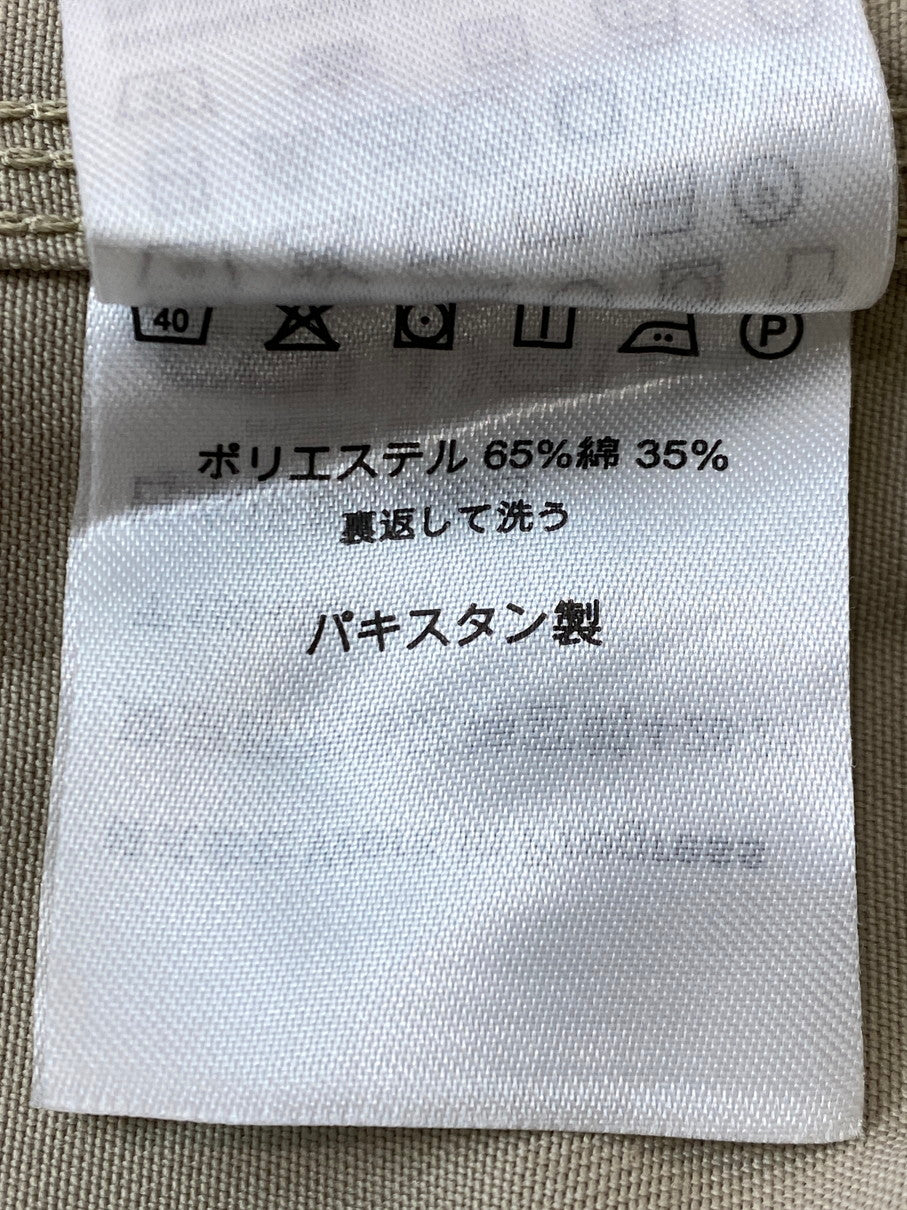 40 P
ポリエステル 65%綿 35%
裏返して洗う
パキスタン製